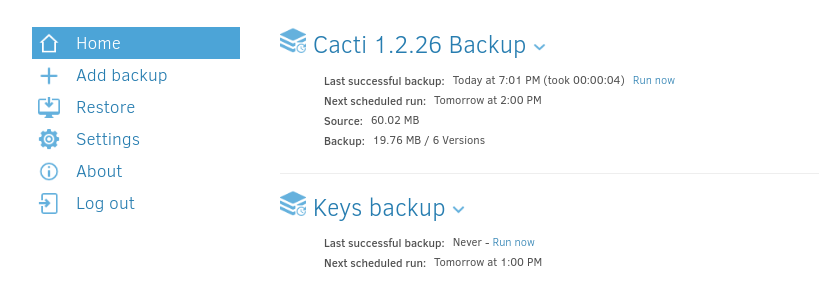 Home
Add backup
Restore
Settings
About
Log out
Cacti 1.2.26 Backup
Last successful backup: Today at 7:01 PM (took 00:00:04) Run now
Next scheduled run: Tomorrow at 2:00 PM
Source: 60.02 MB
Backup: 19.76 MB / 6 Versions
Keys backup
Last successful backup: Never - Run now
Next scheduled run: Tomorrow at 1:00 PM